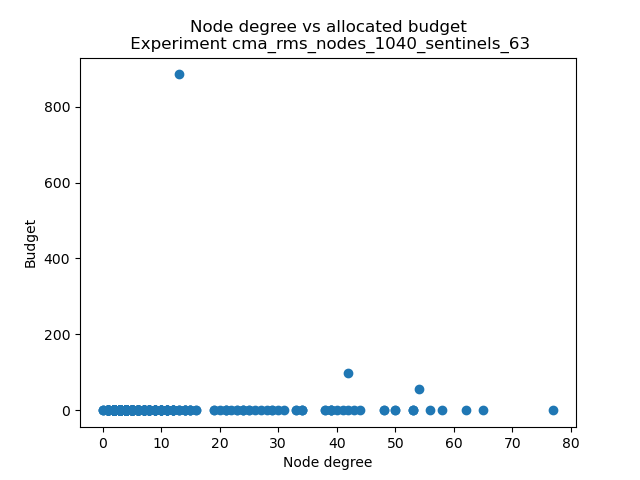 Node degree vs allocated budget
Experiment cma_rms_nodes_1040_sentinels_63
800
600
400
200
0
Budget
0 10 20 30 40 50 60 70 80
Node degree